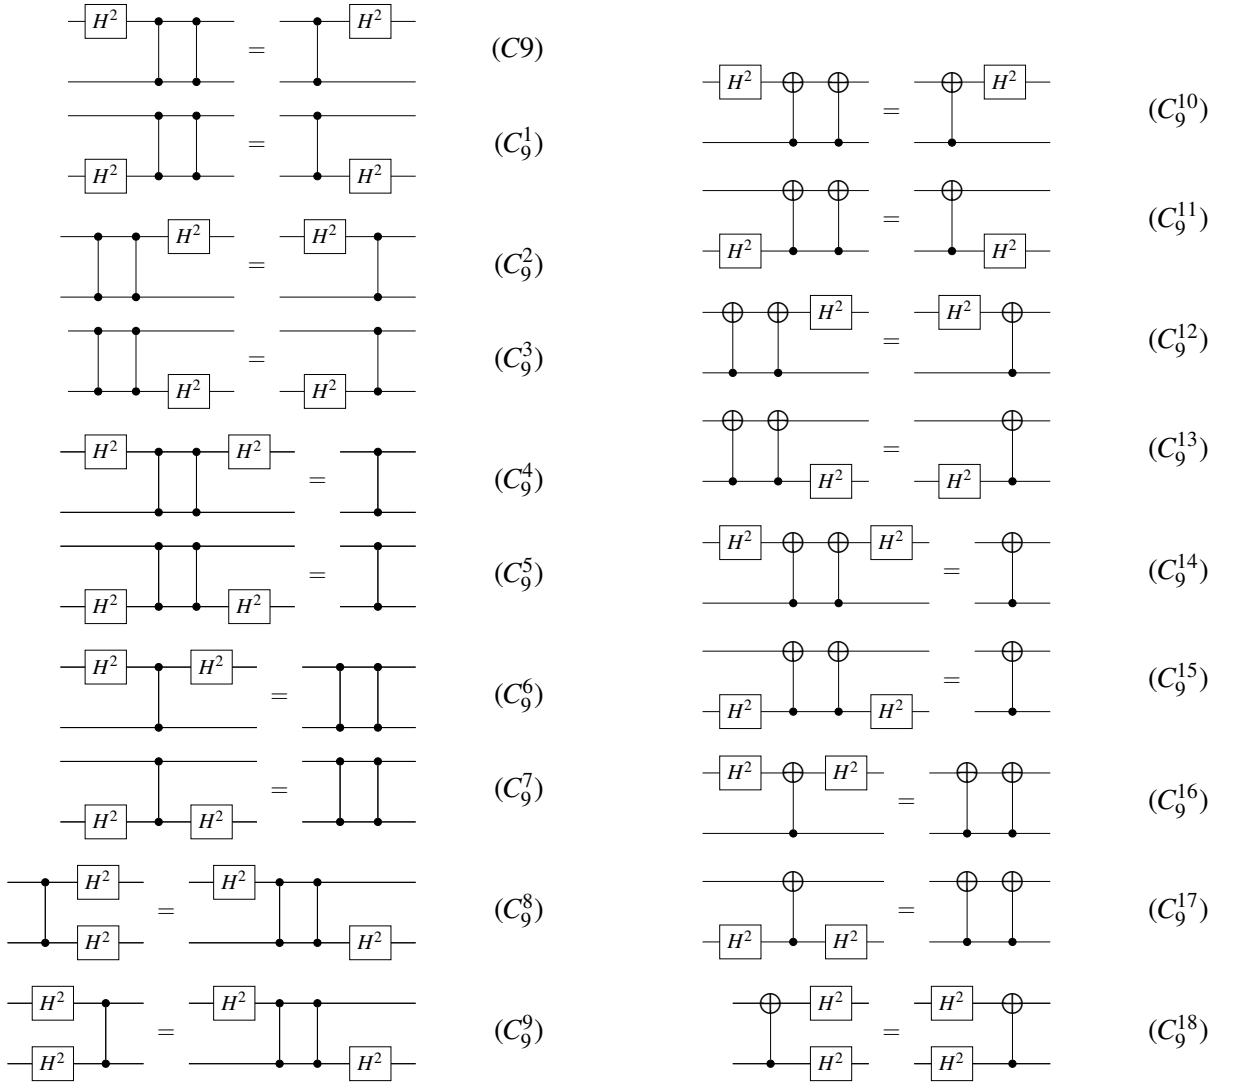 H² = H² (C9)
= (C₉¹)
H² H²
H² = H² (C₉²)
= (C₉³)
H² H²
H² H² = (C₉⁴)
= (C₉⁵)
H² H²
H² H² = (C₉⁶)
= (C₉⁷)
H² H²
H² = H² (C₉⁸)
H² H²
H² = H² (C₉⁹)
H² H²
H² = H² (C₉¹⁰)
= (C₉¹¹)
H² H²
H² = H² (C₉¹²)
= (C₉¹³)
H² H²
H² H² = (C₉¹⁴)
= (C₉¹⁵)
H² H²
H² H² = (C₉¹⁶)
= (C₉¹⁷)
H² H²
H² = H² (C₉¹⁸)
H² H²